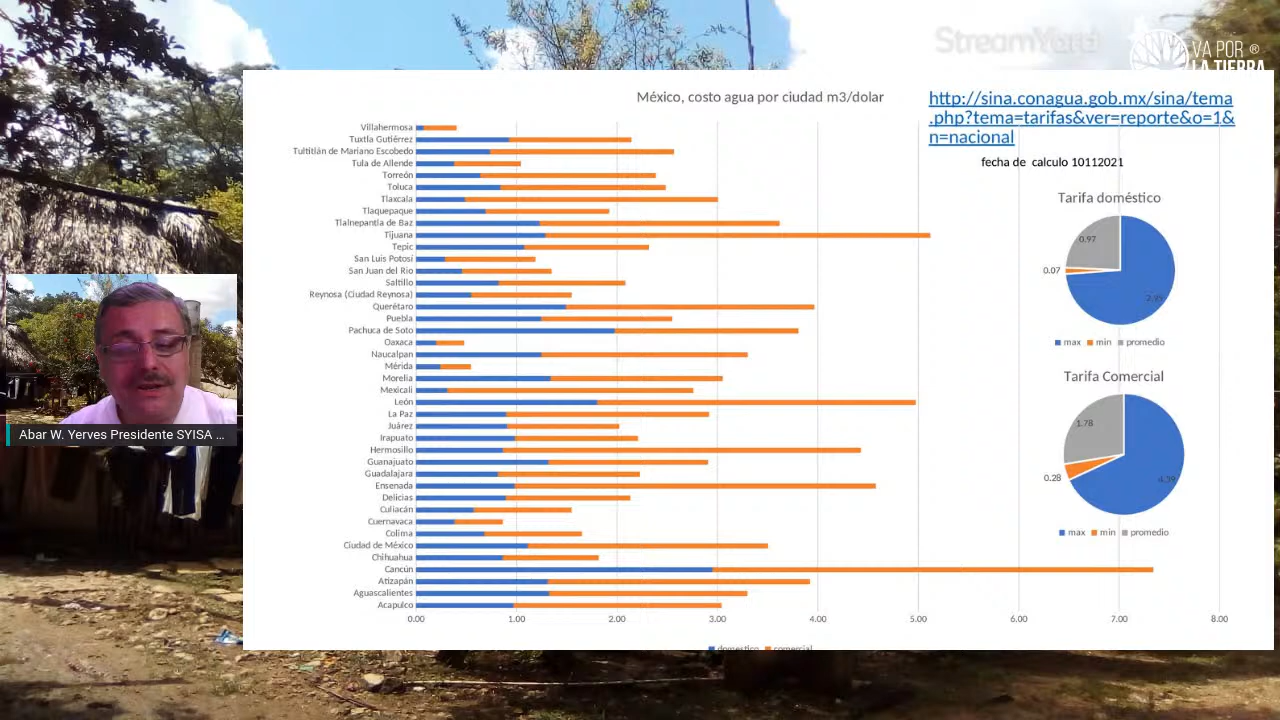 StreamYard
VA POR ®
LA TIERRA
México, costo agua por ciudad m3/dolar
http://sina.conagua.gob.mx/sina/tema
.php?tema=tarifas&ver=reporte&o=1&
n=nacional
fecha de calculo 10112021
Villahermosa
Tuxtla Gutiérrez
Tultitlán de Mariano Escobedo
Tula de Allende
Torreón
Toluca
Tlaxcala
Tlaquepaque
Tlalnepantla de Baz
Tijuana
Tepic
San Luis Potosí
San Juan del Rio
Saltillo
Reynosa (Ciudad Reynosa)
Querétaro
Puebla
Pachuca de Soto
Oaxaca
Naucalpan
Mérida
Morelia
Mexicali
León
La Paz
Juárez
Irapuato
Hermosillo
Guanajuato
Guadalajara
Ensenada
Delicias
Culiacán
Cuernavaca
Colima
Ciudad de México
Chihuahua
Cancún
Atizapán
Aguascalientes
Acapulco
0.00 1.00 2.00 3.00 4.00 5.00 6.00 7.00 8.00
domestico comercial
Tarifa doméstico
0.97
0.07
2.95
max min promedio
Tarifa Comercial
1.78
0.28
4.39
max min promedio
Abar W. Yerves Presidente SYISA ...